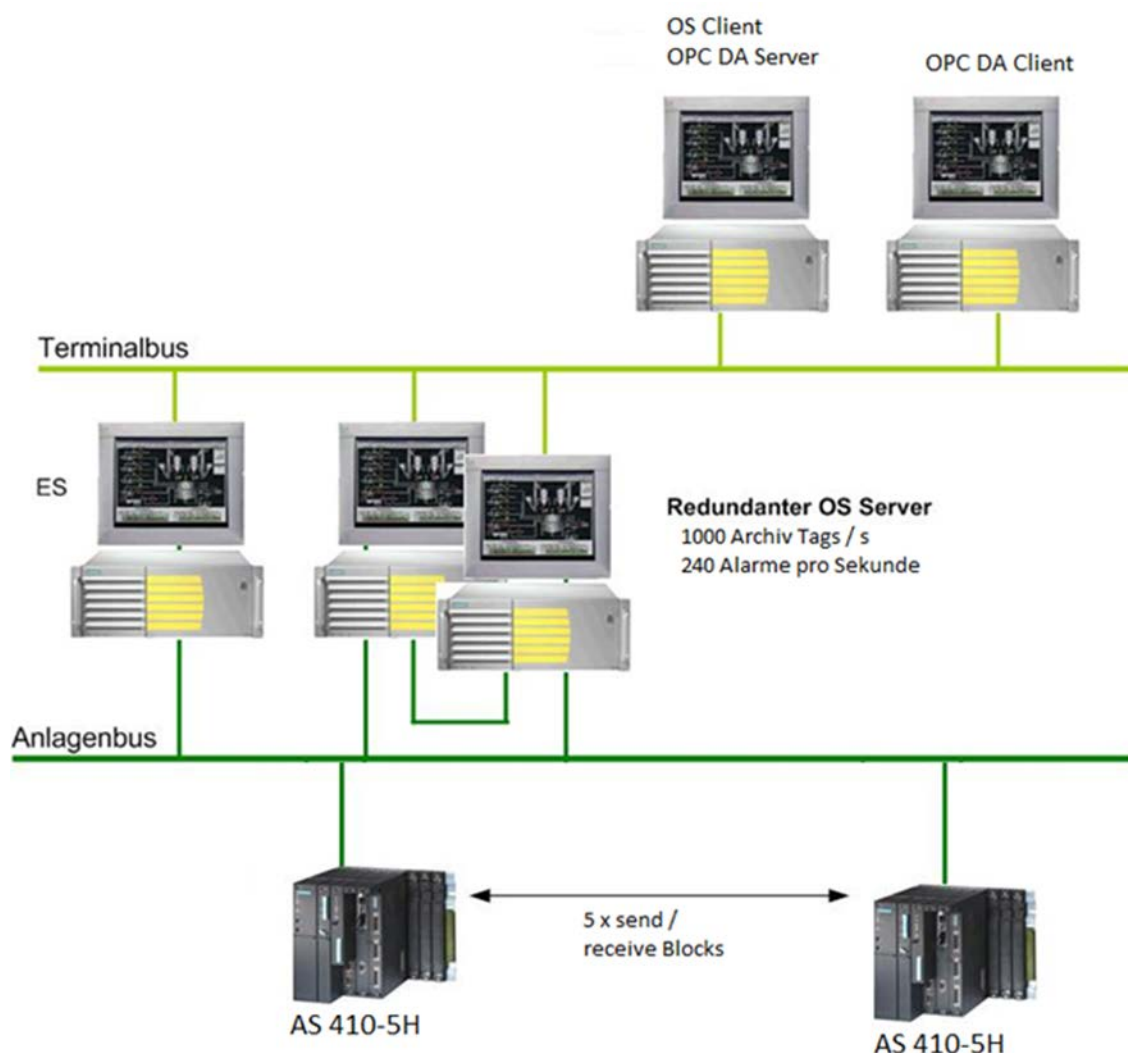 OS Client
OPC DA Server
OPC DA Client
Terminalbus
ES
Redundanter OS Server
1000 Archiv Tags / s
240 Alarme pro Sekunde
Anlagenbus
5 x send /
receive Blocks
AS 410-5H
AS 410-5H